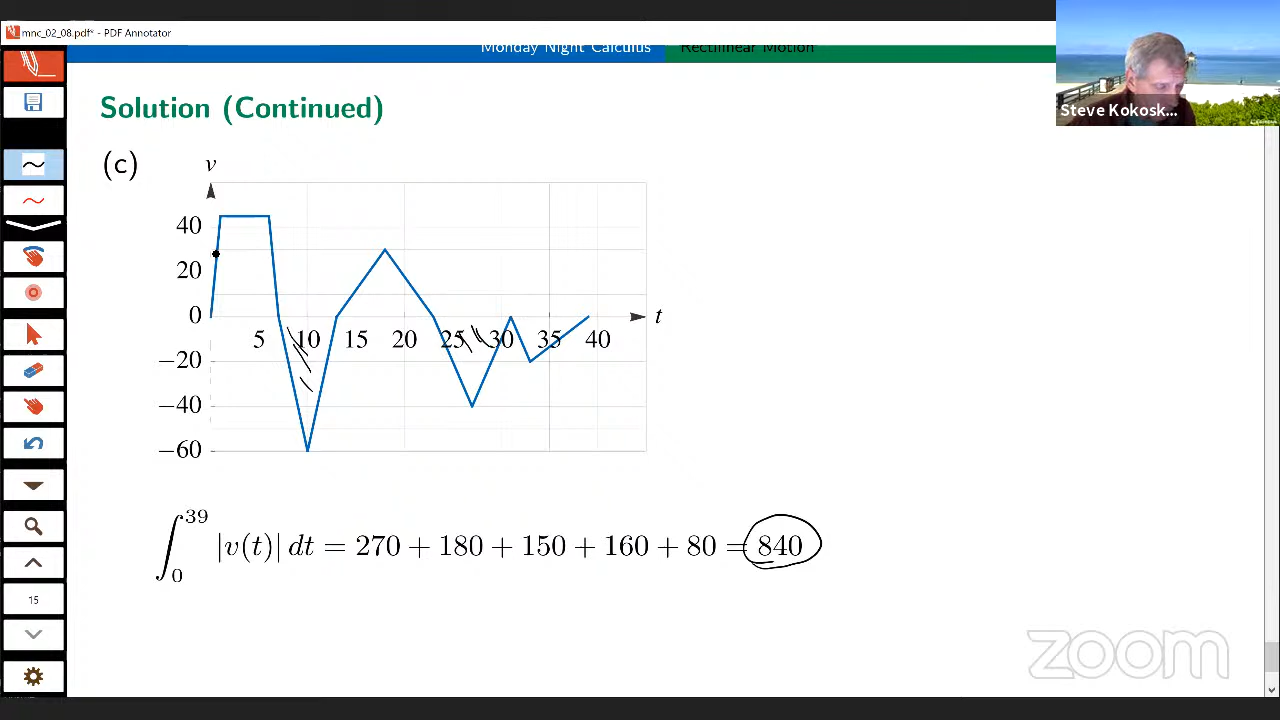 mnc_02_08.pdf* - PDF Annotator
Monday Night Calculus Rectilinear Motion
Steve Kokosk...
Solution (Continued)
(c)
v
40
20
0
−20
−40
−60
5 10 15 20 25 30 35 40
t
∫₀³⁹ |v(t)| dt = 270 + 180 + 150 + 160 + 80 = 840
15
zoom